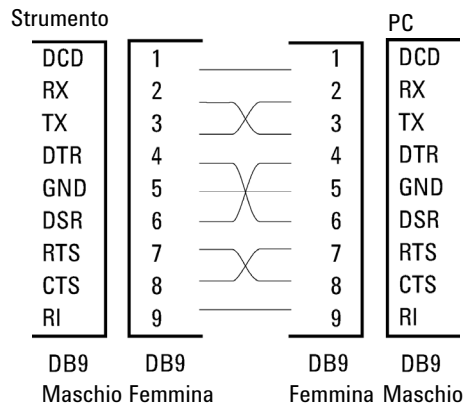 Strumento PC
DCD 1 1 DCD
RX 2 2 RX
TX 3 3 TX
DTR 4 4 DTR
GND 5 5 GND
DSR 6 6 DSR
RTS 7 7 RTS
CTS 8 8 CTS
RI 9 9 RI
DB9 DB9 DB9 DB9
Maschio Femmina Femmina Maschio